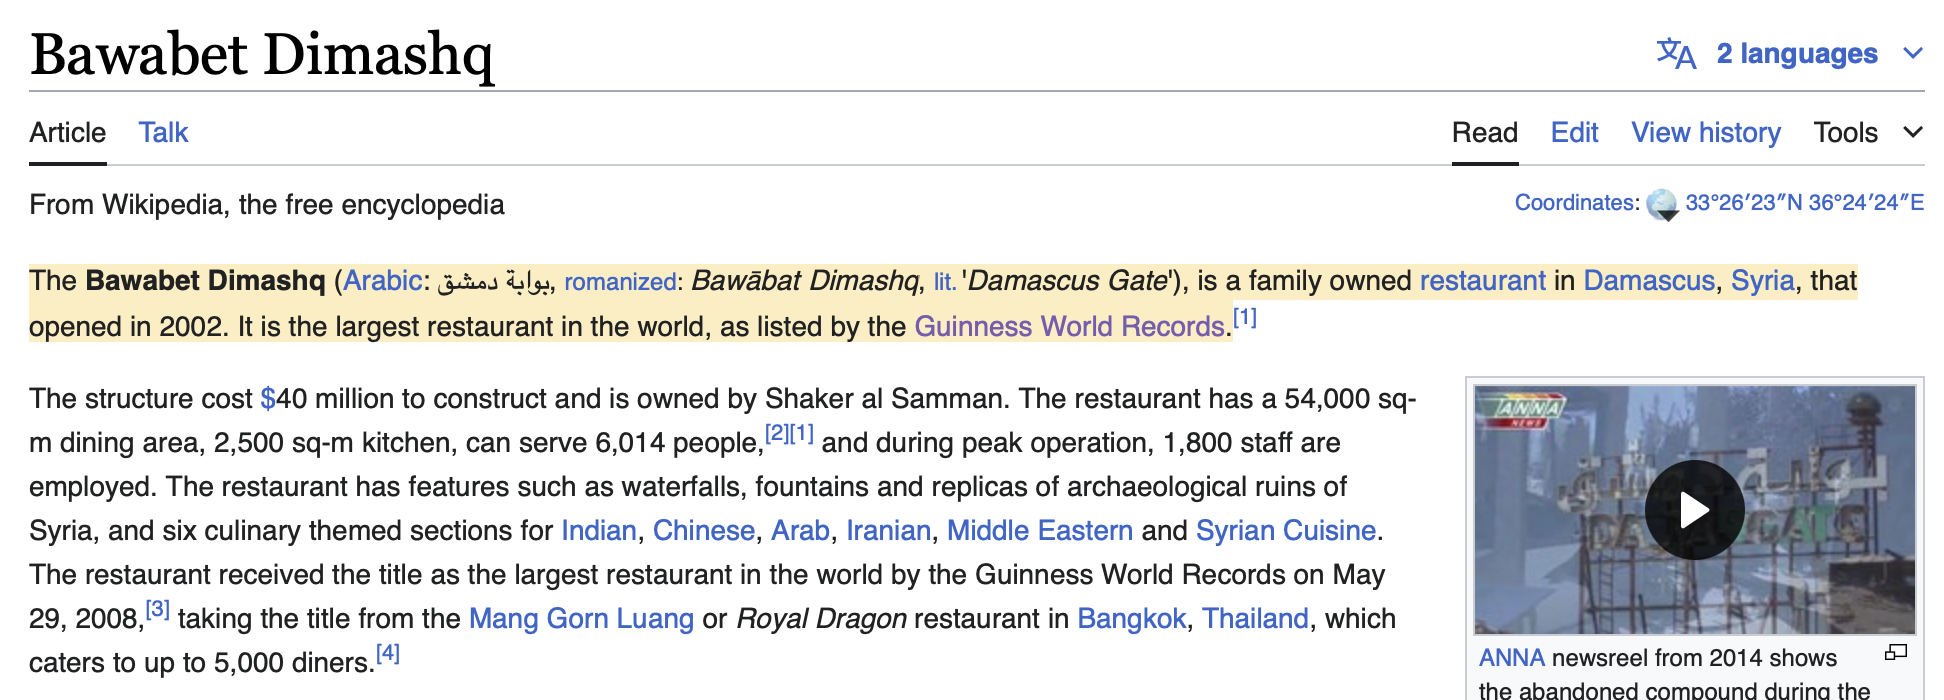 Bawabet Dimashq
2 languages
Article Talk Read Edit View history Tools
From Wikipedia, the free encyclopedia
Coordinates: 33°26′23″N 36°24′24″E
The Bawabet Dimashq (Arabic: بوابة دمشق, romanized: Bawābat Dimashq, lit. 'Damascus Gate'), is a family owned restaurant in Damascus, Syria, that
opened in 2002. It is the largest restaurant in the world, as listed by the Guinness World Records.[1]
The structure cost $40 million to construct and is owned by Shaker al Samman. The restaurant has a 54,000 sq-
m dining area, 2,500 sq-m kitchen, can serve 6,014 people,[2][1] and during peak operation, 1,800 staff are
employed. The restaurant has features such as waterfalls, fountains and replicas of archaeological ruins of
Syria, and six culinary themed sections for Indian, Chinese, Arab, Iranian, Middle Eastern and Syrian Cuisine.
The restaurant received the title as the largest restaurant in the world by the Guinness World Records on May
29, 2008,[3] taking the title from the Mang Gorn Luang or Royal Dragon restaurant in Bangkok, Thailand, which
caters to up to 5,000 diners.[4]
ANNA
NEWS
ANNA newsreel from 2014 shows
the abandoned compound during the